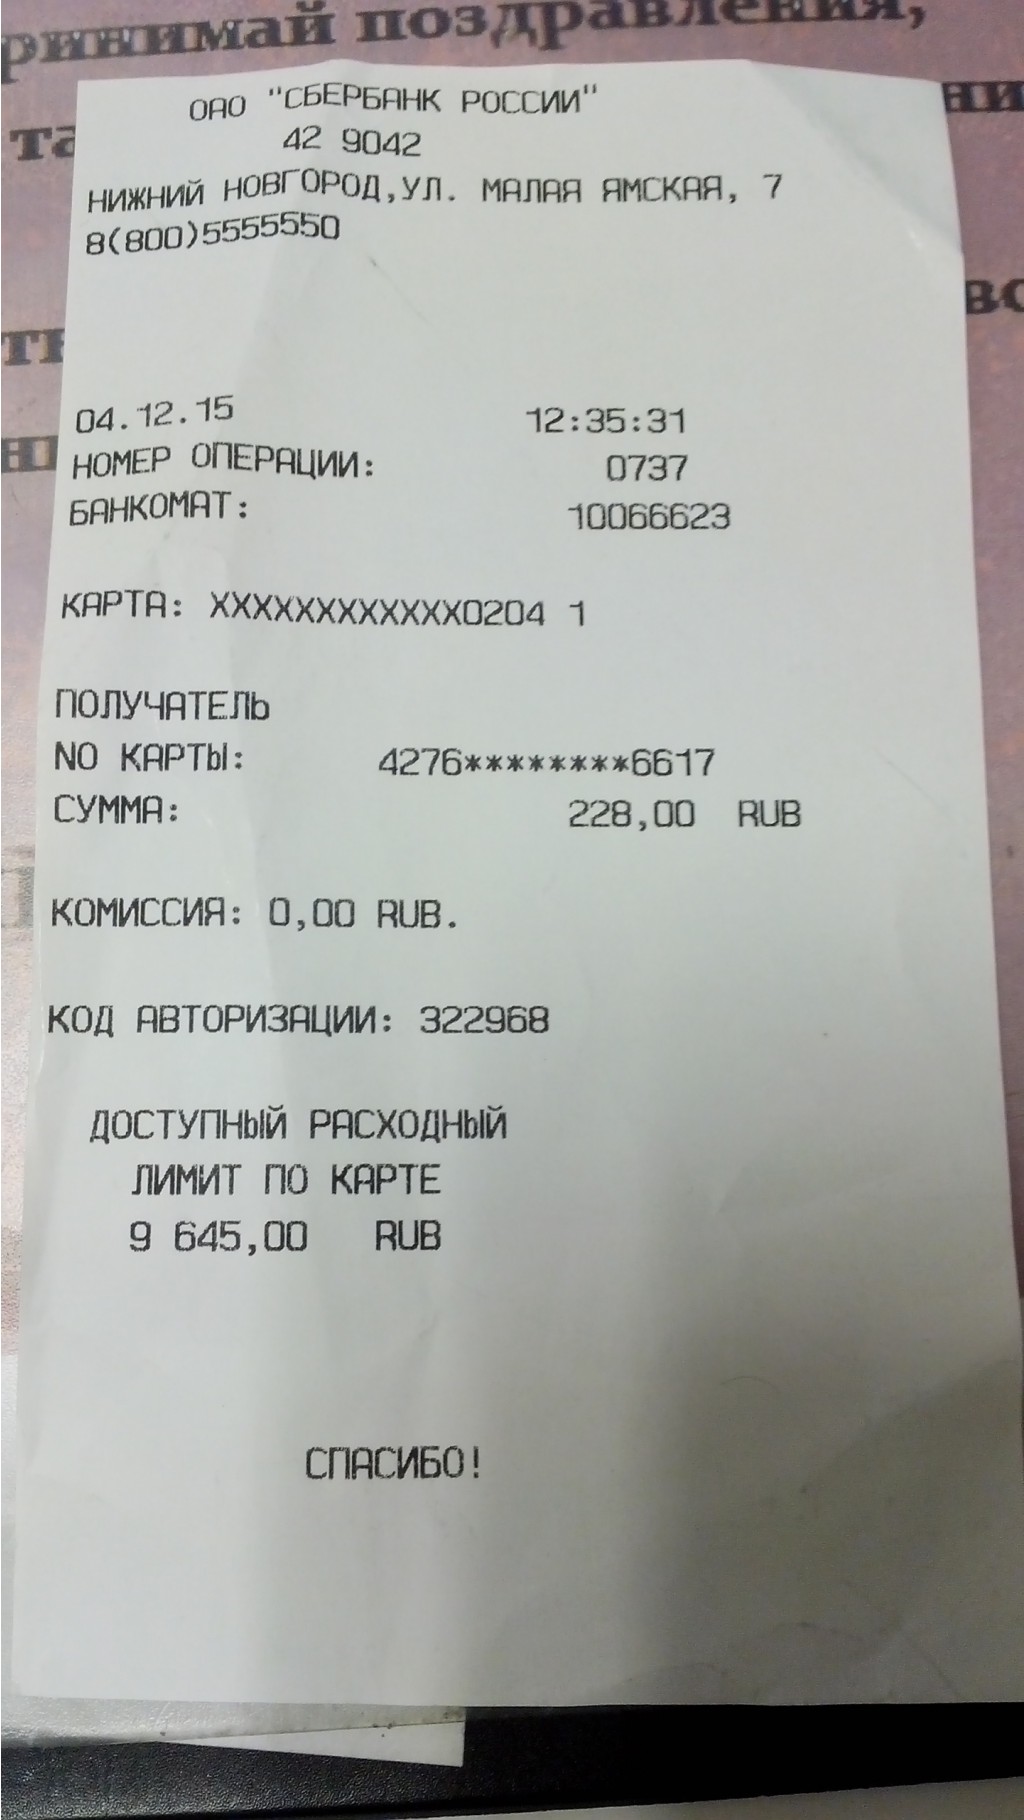 ринимай поздравления,
ОАО "СБЕРБАНК РОССИИ"
42 9042
НИЖНИЙ НОВГОРОД,УЛ. МАЛАЯ ЯМСКАЯ, 7
8(800)5555550
04.12.15 12:35:31
НОМЕР ОПЕРАЦИИ: 0737
БАНКОМАТ: 10066623
КАРТА: XXXXXXXXXXXX0204 1
ПОЛУЧАТЕЛЬ
NO КАРТЫ: 4276********6617
СУММА: 228,00 RUB
КОМИССИЯ: 0,00 RUB.
КОД АВТОРИЗАЦИИ: 322968
ДОСТУПНЫЙ РАСХОДНЫЙ
ЛИМИТ ПО КАРТЕ
9 645,00 RUB
СПАСИБО!